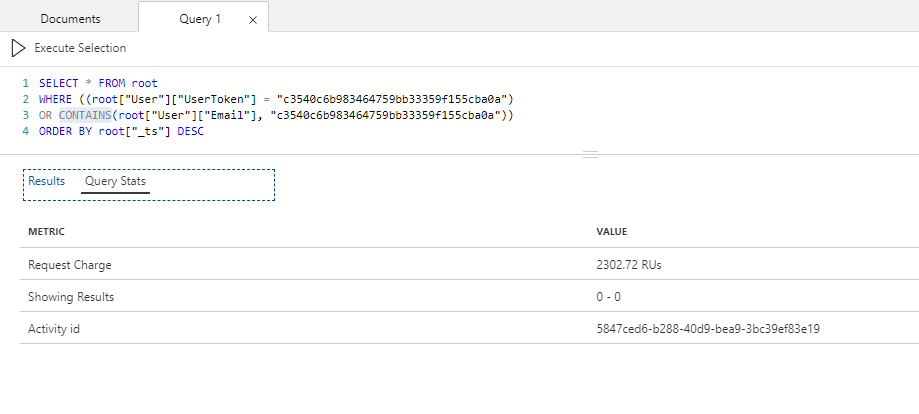 Documents
Query 1
Execute Selection
1 SELECT * FROM root
2 WHERE ((root["User"]["UserToken"] = "c3540c6b983464759bb33359f155cba0a")
3 OR CONTAINS(root["User"]["Email"], "c3540c6b983464759bb33359f155cba0a"))
4 ORDER BY root["_ts"] DESC
Results Query Stats
METRIC VALUE
Request Charge 2302.72 RUs
Showing Results 0 - 0
Activity id 5847ced6-b288-40d9-bea9-3bc39ef83e19